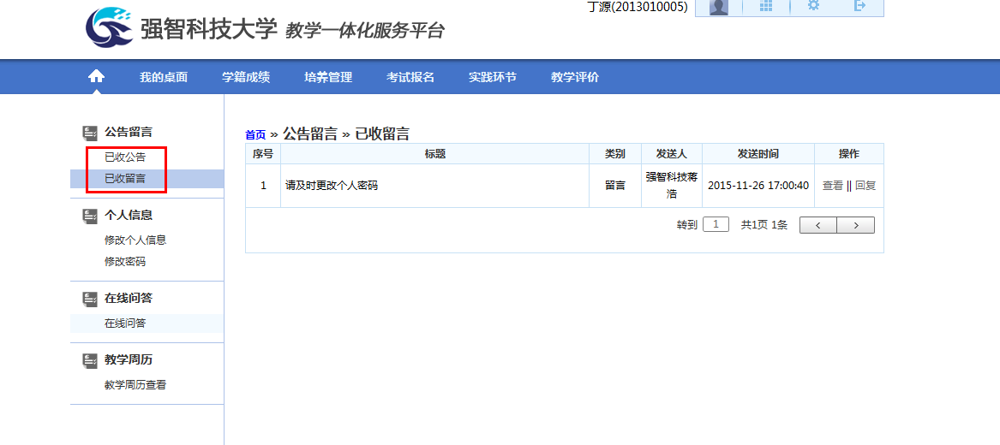 丁源(2013010005)
强智科技大学 教学一体化服务平台
我的桌面 学籍成绩 培养管理 考试报名 实践环节 教学评价
公告留言
已收公告
已收留言
个人信息
修改个人信息
修改密码
在线问答
在线问答
教学周历
教学周历查看
首页 » 公告留言 » 已收留言
序号 标题 类别 发送人 发送时间 操作
1 请及时更改个人密码 留言 强智科技蒋浩 2015-11-26 17:00:40 查看 || 回复
转到 1 共1页 1条 < >